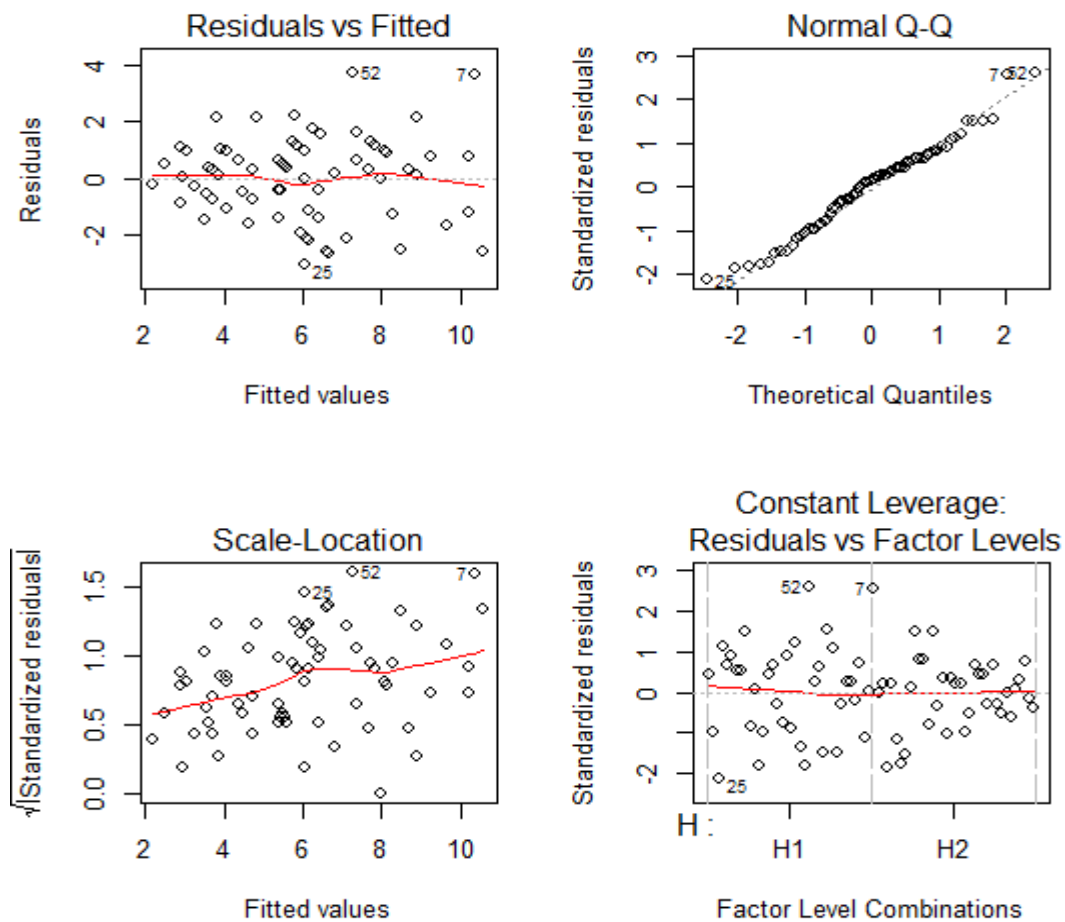 Residuals vs Fitted
Residuals
4
2
0
-2
52
7
25
2
4
6
8
10
Fitted values
Normal Q-Q
Standardized residuals
3
2
1
0
-1
-2
7
52
25
-2
-1
0
1
2
Theoretical Quantiles
Scale-Location
√|Standardized residuals|
1.5
1.0
0.5
0.0
52
7
25
2
4
6
8
10
Fitted values
Constant Leverage:
Residuals vs Factor Levels
Standardized residuals
3
2
1
0
-2
52
7
25
H :
H1
H2
Factor Level Combinations